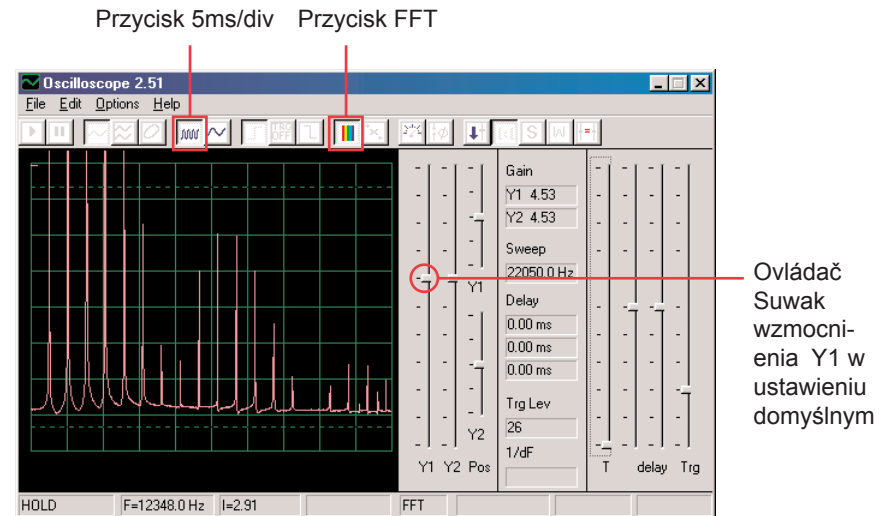 Przycisk 5ms/div Przycisk FFT
Oscilloscope 2.51
File Edit Options Help
TRG
OFF
S
Gain
Y1 4.53
Y2 4.53
Sweep
22050.0 Hz
Y1
Delay
0.00 ms
0.00 ms
0.00 ms
Trg Lev
26
Y2
1/dF
Y1 Y2 Pos
T delay Trg
HOLD F=12348.0 Hz I=2.91 FFT
Ovládač
Suwak
wzmocni-
enia Y1 w
ustawieniu
domyślnym